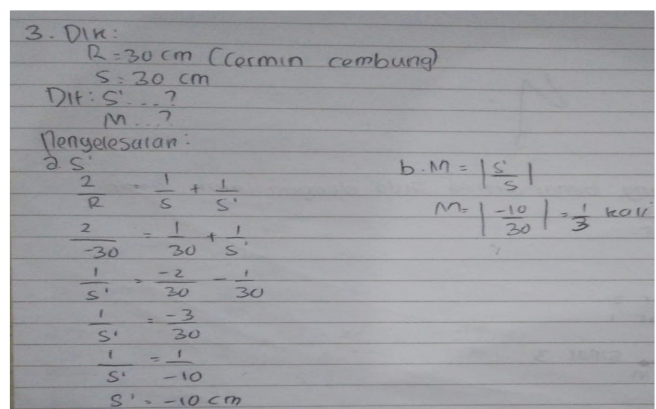 3. Dik:
R = 30 cm (Cermin cembung)
S = 30 cm
Dit: S' ...?
M ...?
Penyelesaian:
a S'
2/R = 1/S + 1/S'
2/-30 = 1/30 + 1/S'
1/S' = -2/30 - 1/30
1/S' = -3/30
1/S' = 1/-10
S' = -10 cm
b. M = |S'/S|
M = |-10/30| = 1/3 kali